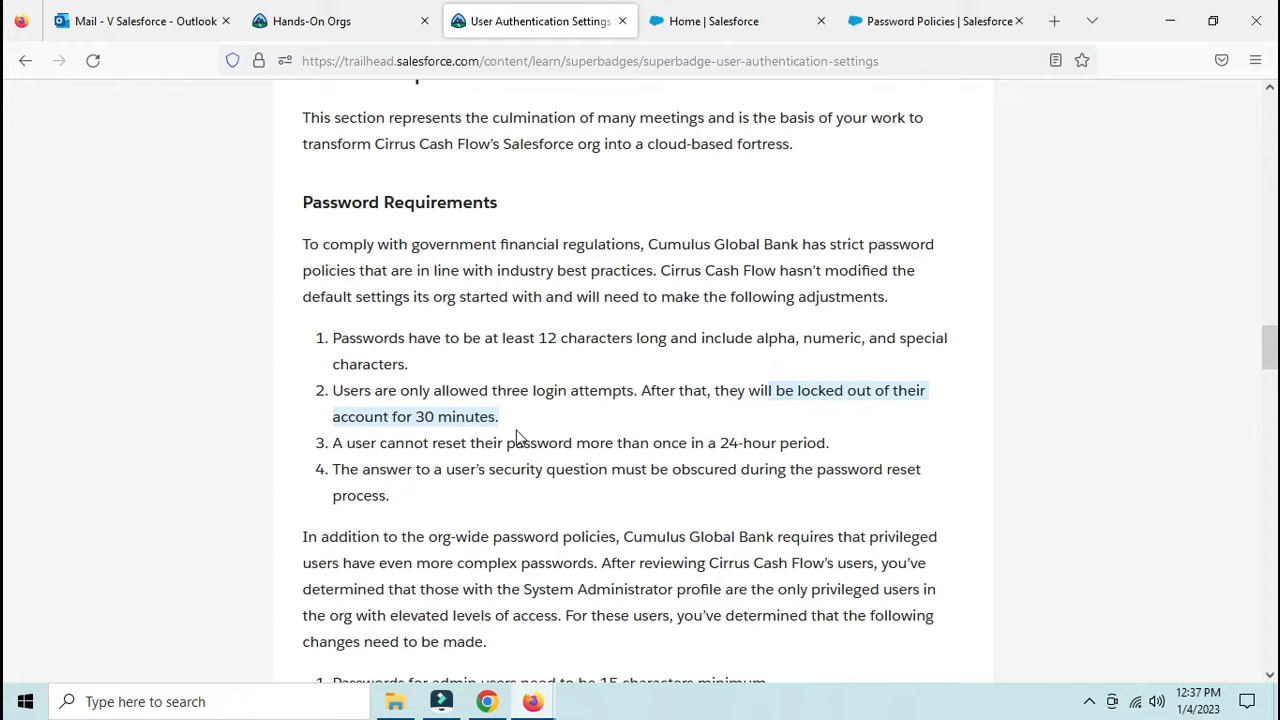 Mail - V Salesforce - Outlook
Hands-On Orgs
User Authentication Settings
Home | Salesforce
Password Policies | Salesforce
https://trailhead.salesforce.com/content/learn/superbadges/superbadge-user-authentication-settings
This section represents the culmination of many meetings and is the basis of your work to
transform Cirrus Cash Flow's Salesforce org into a cloud-based fortress.
Password Requirements
To comply with government financial regulations, Cumulus Global Bank has strict password
policies that are in line with industry best practices. Cirrus Cash Flow hasn't modified the
default settings its org started with and will need to make the following adjustments.
1. Passwords have to be at least 12 characters long and include alpha, numeric, and special
characters.
2. Users are only allowed three login attempts. After that, they will be locked out of their
account for 30 minutes.
3. A user cannot reset their password more than once in a 24-hour period.
4. The answer to a user's security question must be obscured during the password reset
process.
In addition to the org-wide password policies, Cumulus Global Bank requires that privileged
users have even more complex passwords. After reviewing Cirrus Cash Flow's users, you've
determined that those with the System Administrator profile are the only privileged users in
the org with elevated levels of access. For these users, you've determined that the following
changes need to be made.
1. Passwords for admin users need to be 15 characters minimum.
Type here to search
12:37 PM
1/4/2023